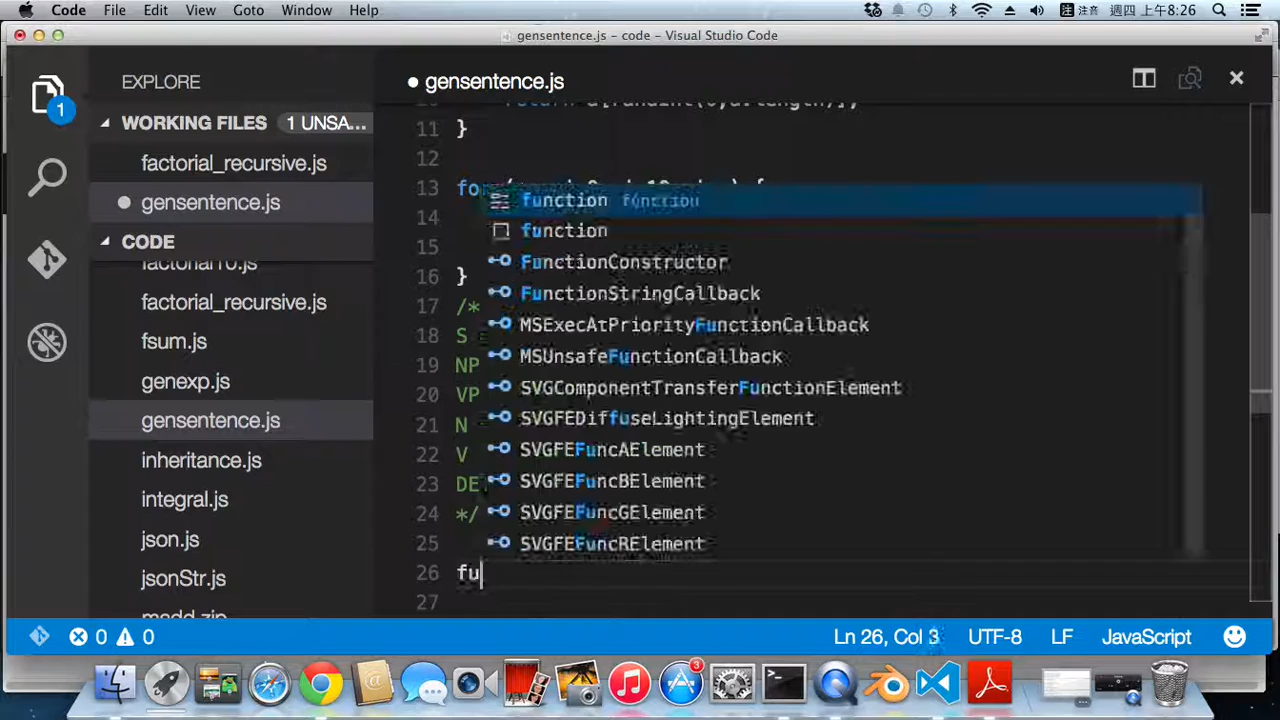 Code File Edit View Goto Window Help 注 注音 週四 上午8:26
gensentence.js – code – Visual Studio Code
EXPLORE
gensentence.js
WORKING FILES 1 UNSA...
factorial_recursive.js
gensentence.js
CODE
factorial10.js
factorial_recursive.js
fsum.js
genexp.js
gensentence.js
inheritance.js
integral.js
json.js
jsonStr.js
1
11 }
12
13 fo
14
15
16 }
17 /*
18 S
19 NP
20 VP
21 N
22 V
23 DE
24 */
25
26 fu
27
function function
function
FunctionConstructor
FunctionStringCallback
MSExecAtPriorityFunctionCallback
MSUnsafeFunctionCallback
SVGComponentTransferFunctionElement
SVGFEDiffuseLightingElement
SVGFEFuncAElement
SVGFEFuncBElement
SVGFEFuncGElement
SVGFEFuncRElement
0 0 Ln 26, Col 3 UTF-8 LF JavaScript
3